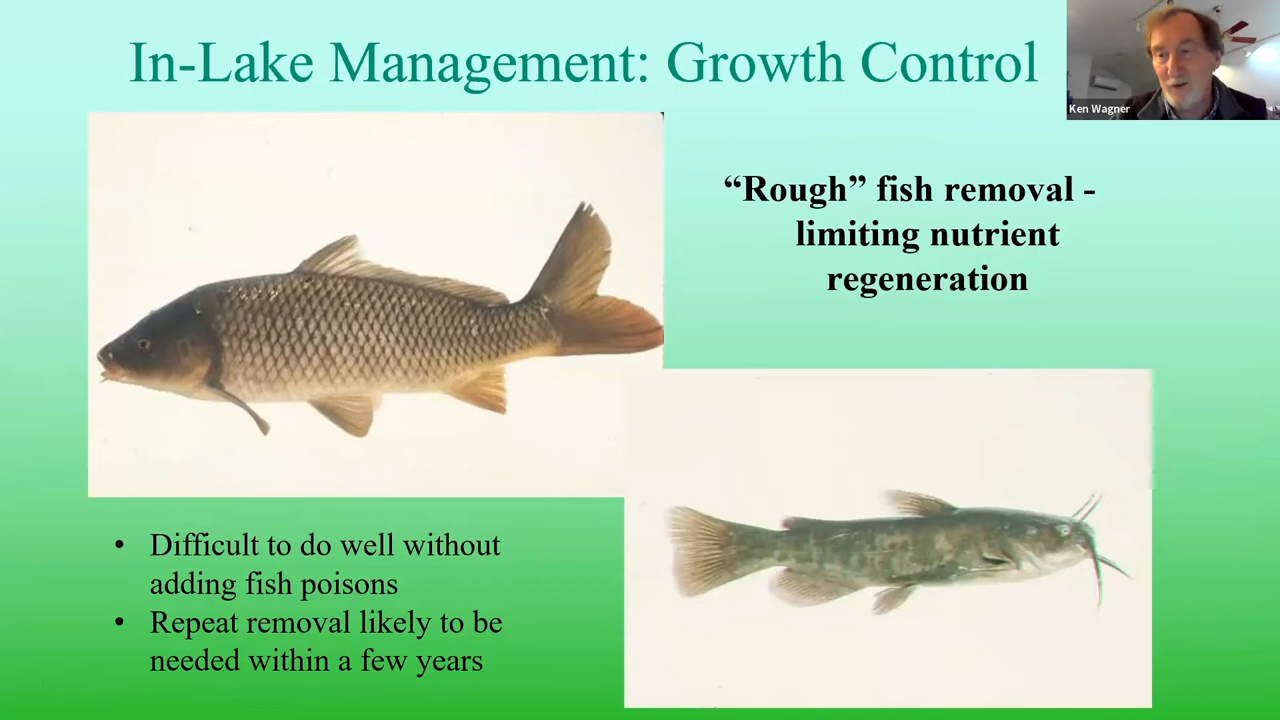 In-Lake Management: Growth Control
Ken Wagner
“Rough” fish removal -
limiting nutrient
regeneration
• Difficult to do well without
adding fish poisons
• Repeat removal likely to be
needed within a few years